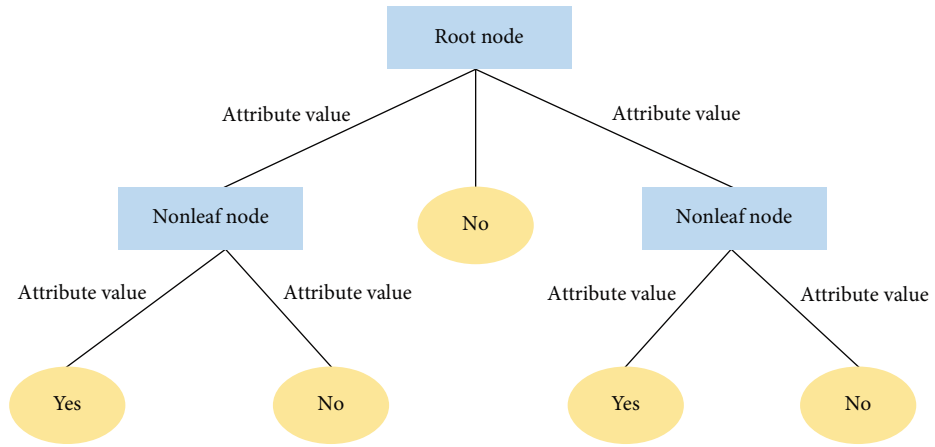 Root node
Attribute value
Attribute value
Nonleaf node
No
Nonleaf node
Attribute value
Attribute value
Attribute value
Attribute value
Yes
No
Yes
No